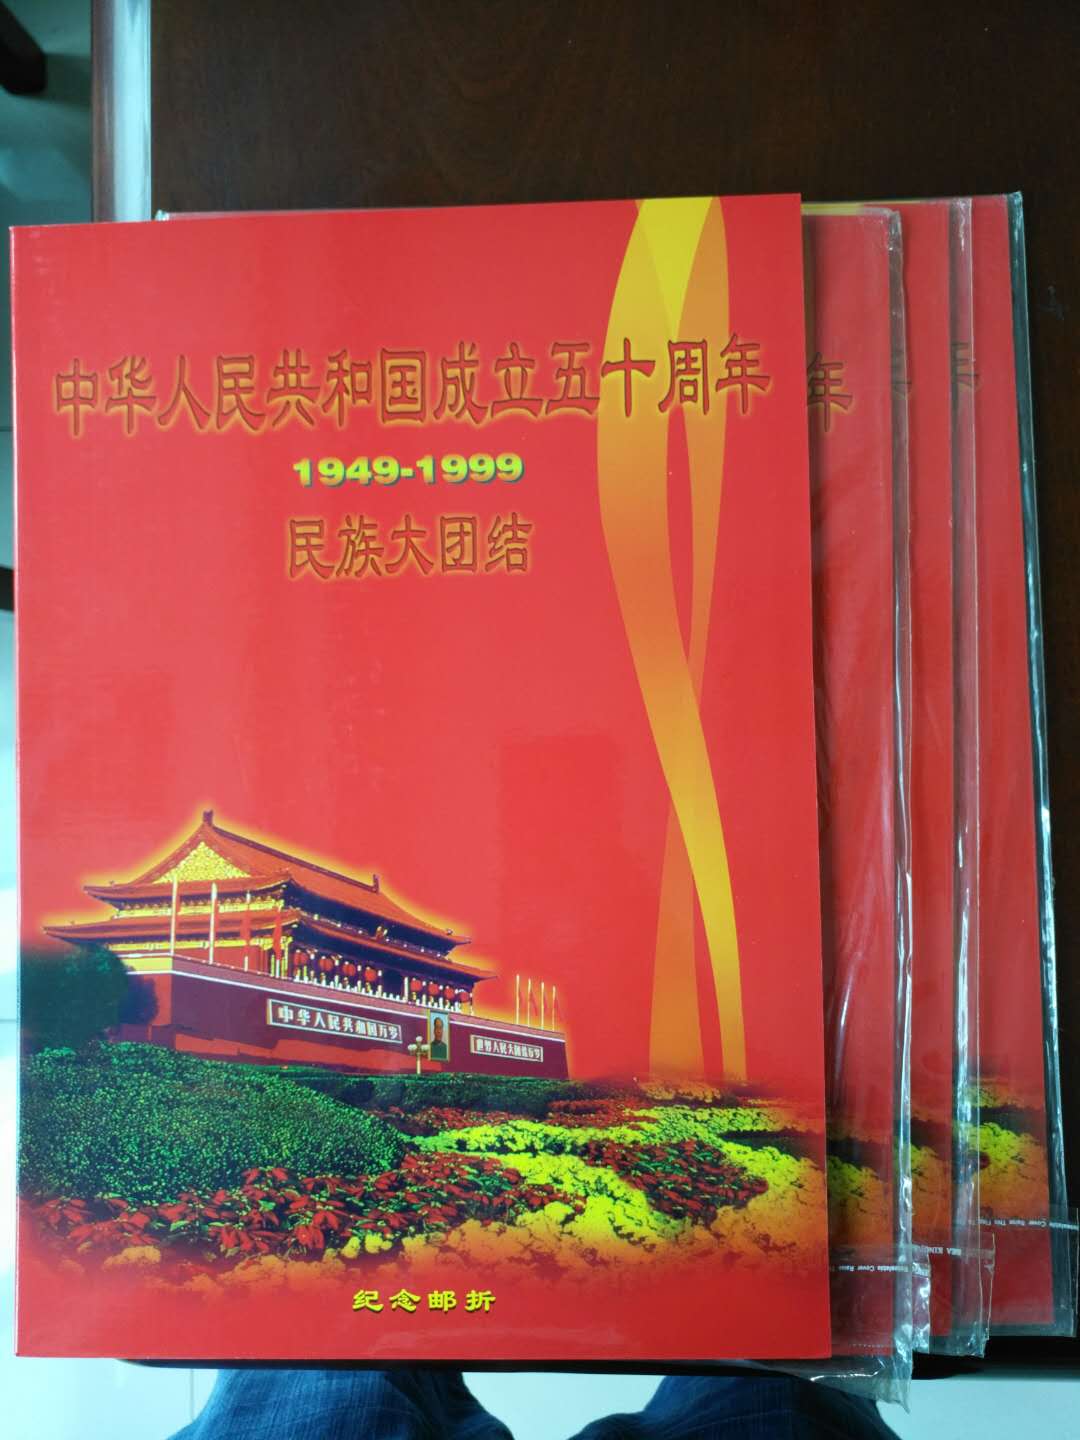 中华人民共和国成立五十周年
1949-1999
民族大团结
中华人民共和国万岁
世界人民大团结万岁
纪念邮折
年
年